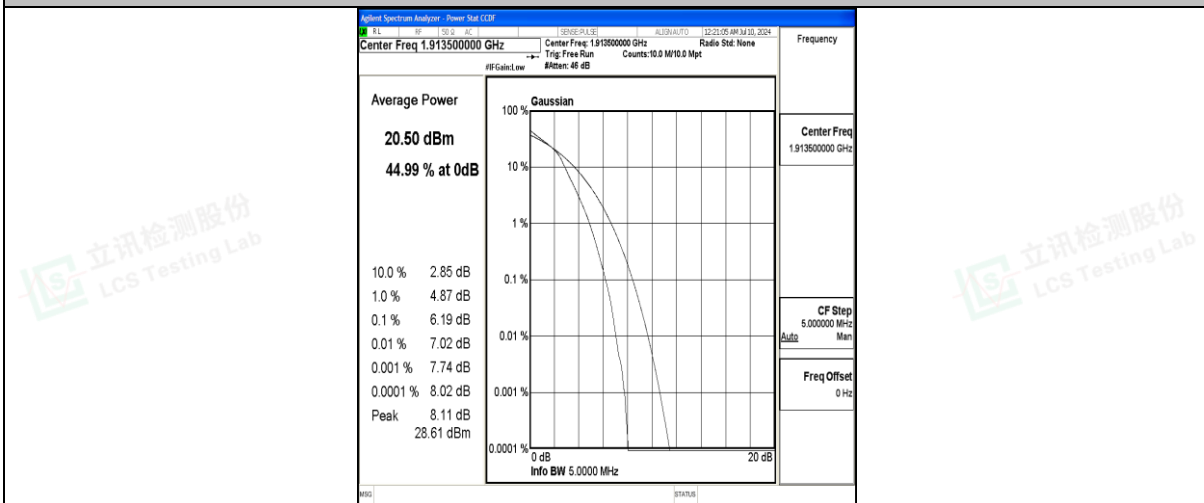 Agilent Spectrum Analyzer - Power Stat CCDF
RL RF 50 Ω AC SENSE:PULSE ALIGN AUTO 12:21:05 AM Jul 10, 2024
Center Freq 1.913500000 GHz
Center Freq: 1.913500000 GHz Radio Std: None
Trig: Free Run Counts:10.0 M/10.0 Mpt
#IFGain:Low #Atten: 46 dB
Frequency
Average Power
20.50 dBm
44.99 % at 0dB
10.0 % 2.85 dB
1.0 % 4.87 dB
0.1 % 6.19 dB
0.01 % 7.02 dB
0.001 % 7.74 dB
0.0001 % 8.02 dB
Peak 8.11 dB
28.61 dBm
Gaussian
100 %
10 %
1 %
0.1 %
0.01 %
0.001 %
0.0001 %
0 dB 20 dB
Info BW 5.0000 MHz
Center Freq
1.913500000 GHz
CF Step
5.000000 MHz
Auto Man
Freq Offset
0 Hz
MSG STATUS
立讯检测股份
LCS Testing Lab
立讯检测股份
LCS Testing Lab